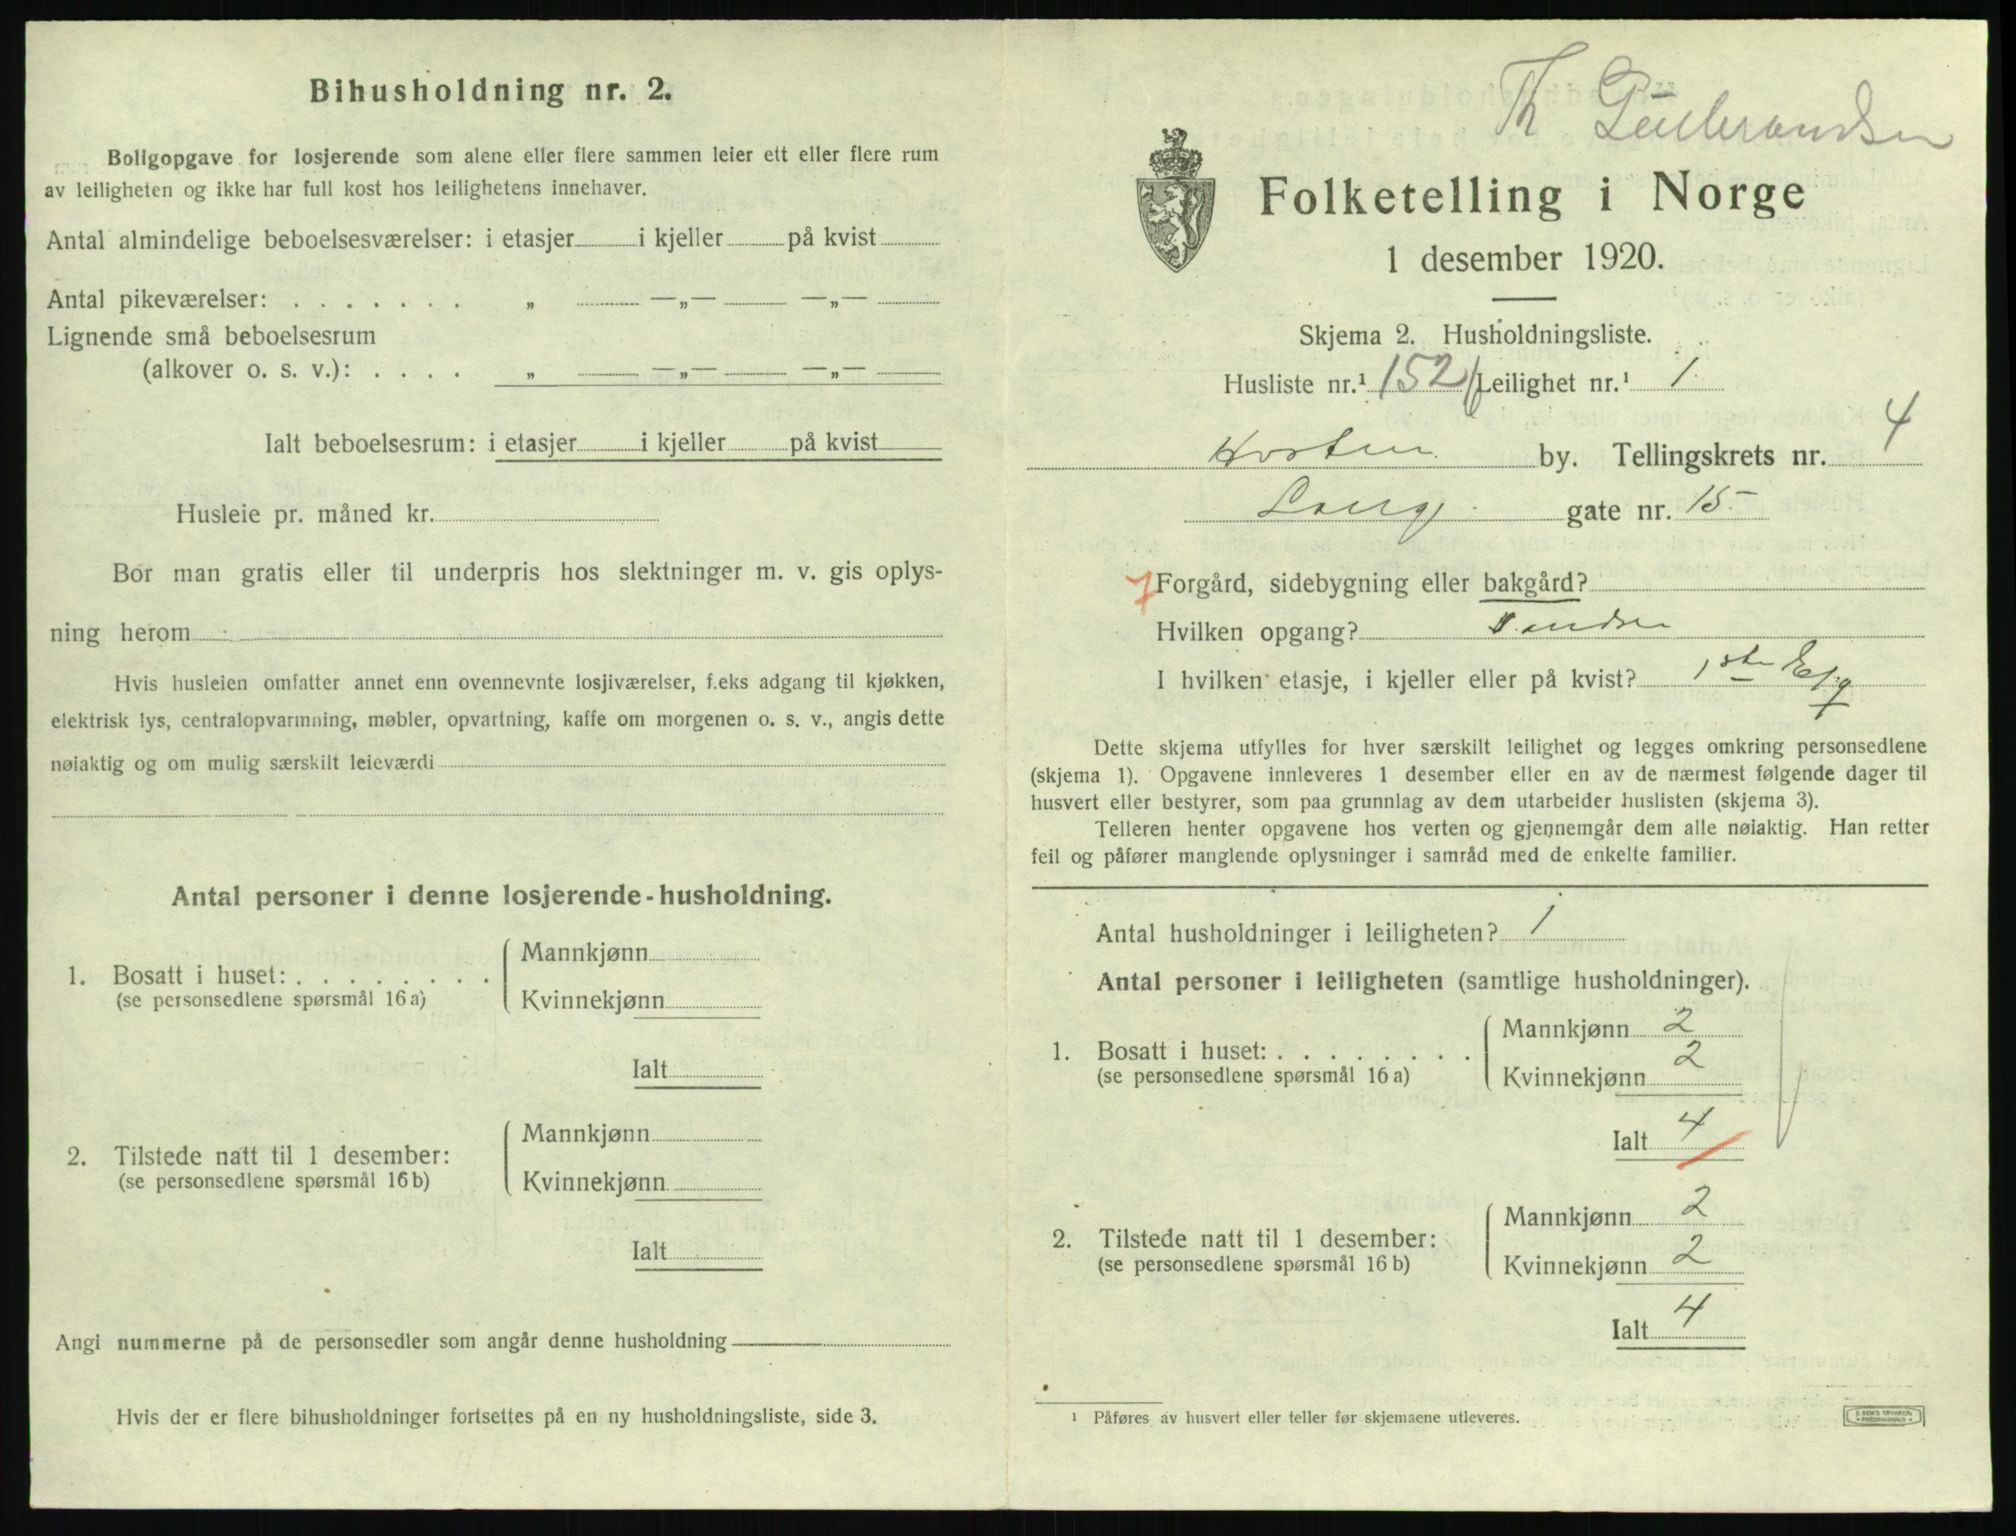 Bihusholdning nr. 2.
Boligopgave for losjerende som alene eller flere sammen leier ett eller flere rum
av leiligheten og ikke har full kost hos leilighetens innehaver.
Antal almindelige beboelsesværelser: i etasjer i kjeller på kvist
Antal pikeværelser: . . . . . . . „ —„— —„—
Lignende små beboelsesrum
(alkover o. s. v.): . . . . „ —„— —„—
Ialt beboelsesrum: i etasjer i kjeller på kvist
Husleie pr. måned kr.
Bor man gratis eller til underpris hos slektninger m. v. gis oplys-
ning herom
Hvis husleien omfatter annet enn ovennevnte losjiværelser, f.eks adgang til kjøkken,
elektrisk lys, centralopvarmning, møbler, opvartning, kaffe om morgenen o. s. v., angis dette
nøiaktig og om mulig særskilt leieværdi
Antal personer i denne losjerende-husholdning.
1. Bosatt i huset: . . . . . . . .
(se personsedlene spørsmål 16a)
Mannkjønn
Kvinnekjønn
Ialt
2. Tilstede natt til 1 desember:
(se personsedlene spørsmål 16b)
Mannkjønn
Kvinnekjønn
Ialt
Angi nummerne på de personsedler som angår denne husholdning
Hvis der er flere bihusholdninger fortsettes på en ny husholdningsliste, side 3.
Th Gulbrandsen
Folketelling i Norge
1 desember 1920.
Skjema 2. Husholdningsliste.
Husliste nr.¹ 152 Leilighet nr.¹ 1
Horten by. Tellingskrets nr. 4
Langg. gate nr. 15
Forgård, sidebygning eller bakgård?
Hvilken opgang?
I hvilken etasje, i kjeller eller på kvist? 1ste Etg
Dette skjema utfylles for hver særskilt leilighet og legges omkring personsedlene
(skjema 1). Opgavene innleveres 1 desember eller en av de nærmest følgende dager til
husvert eller bestyrer, som paa grunnlag av dem utarbeider huslisten (skjema 3).
Telleren henter opgavene hos verten og gjennemgår dem alle nøiaktig. Han retter
feil og påfører manglende oplysninger i samråd med de enkelte familier.
Antal husholdninger i leiligheten? 1
Antal personer i leiligheten (samtlige husholdninger).
1. Bosatt i huset: . . . . . . . .
(se personsedlene spørsmål 16a)
Mannkjønn 2
Kvinnekjønn 2
Ialt 4
2. Tilstede natt til 1 desember:
(se personsedlene spørsmål 16b)
Mannkjønn 2
Kvinnekjønn 2
Ialt 4
¹ Påføres av husvert eller teller før skjemaene utleveres.